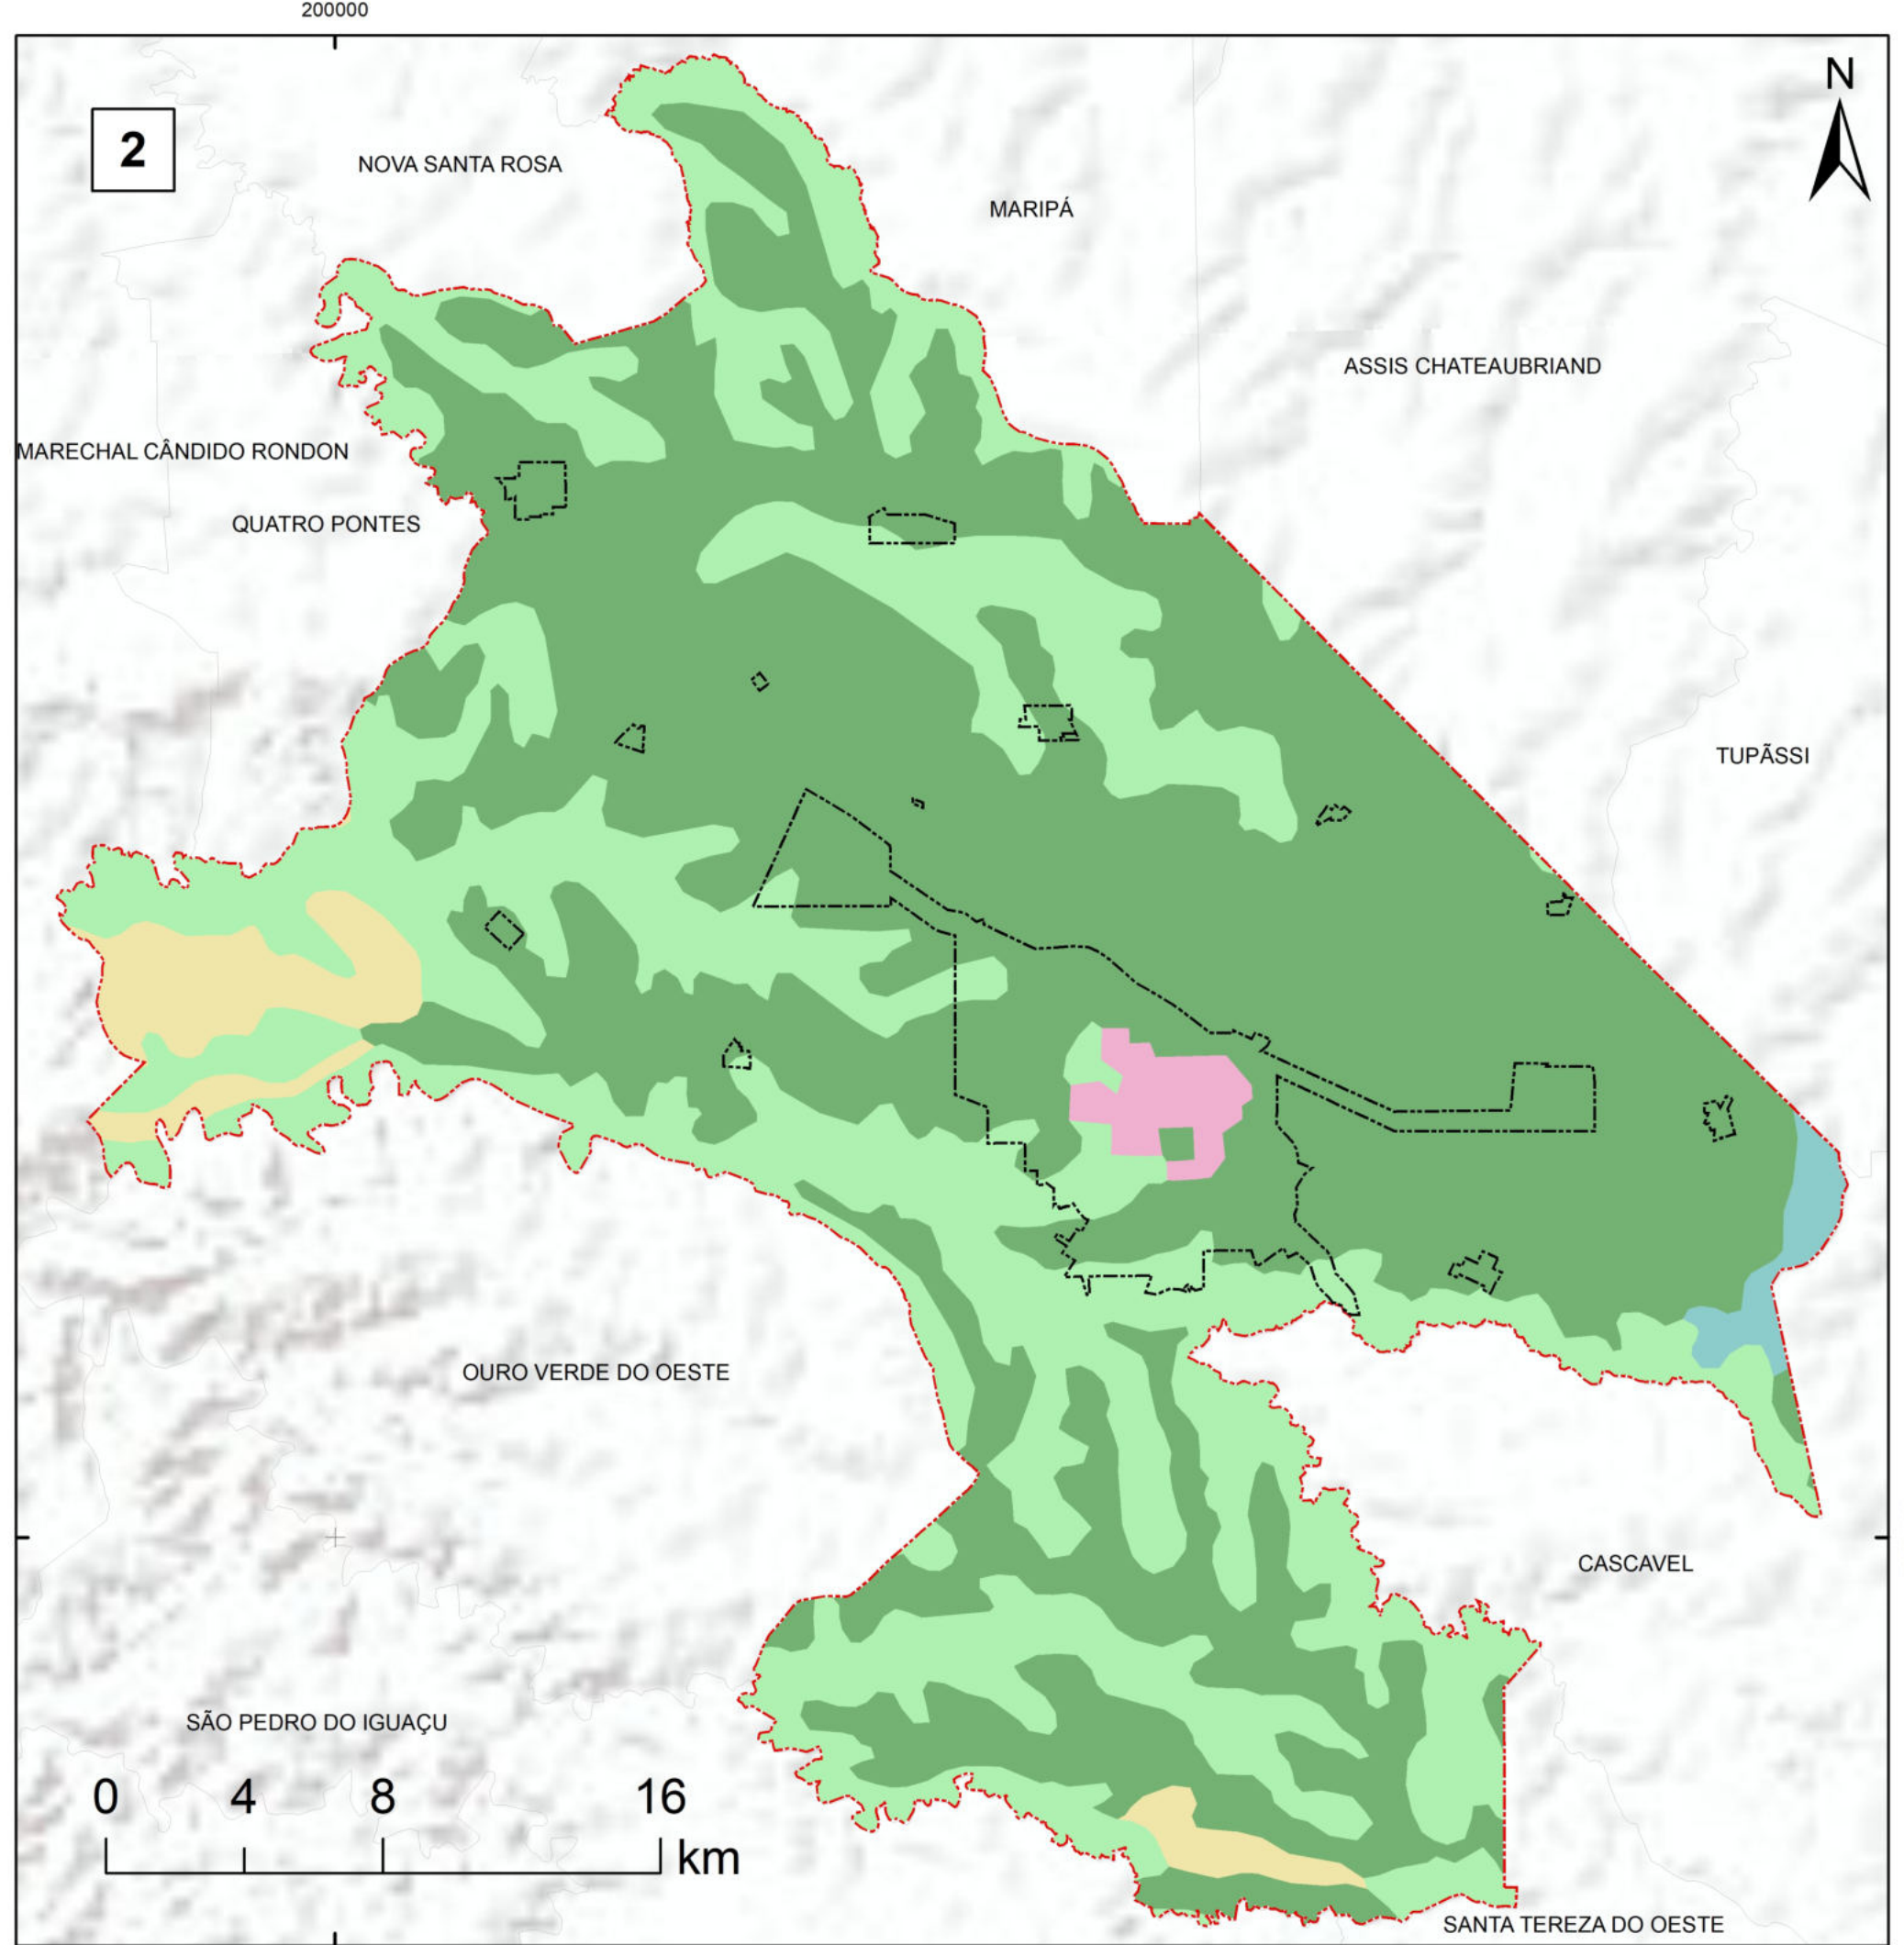 200000
N
2
NOVA SANTA ROSA
MARIPÁ
ASSIS CHATEAUBRIAND
MARECHAL CÂNDIDO RONDON
QUATRO PONTES
TUPÃSSI
OURO VERDE DO OESTE
CASCAVEL
SÃO PEDRO DO IGUAÇU
0 4 8 16
km
SANTA TEREZA DO OESTE